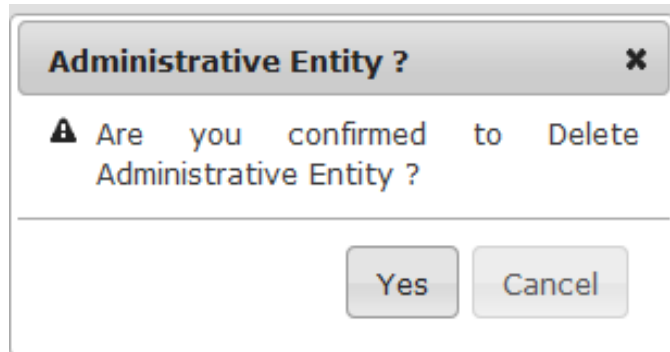 Administrative Entity ?
Are you confirmed to Delete
Administrative Entity ?
Yes Cancel